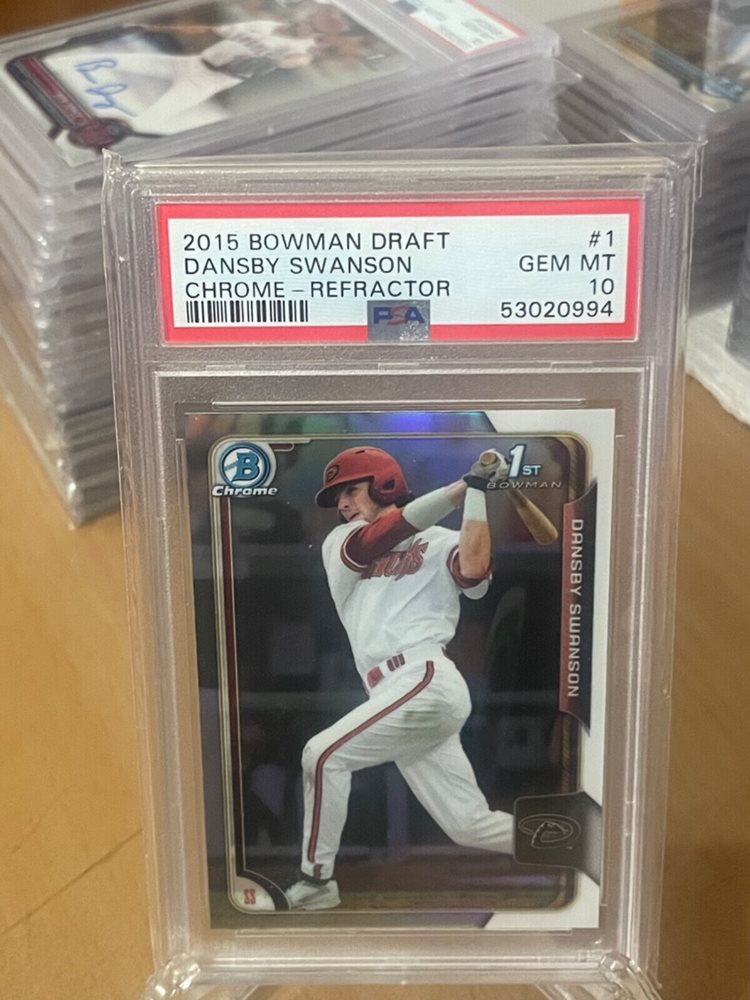 2015 BOWMAN DRAFT #1
DANSBY SWANSON GEM MT
CHROME - REFRACTOR 10
PSA 53020994
B
Chrome
1ST
BOWMAN
DANSBY SWANSON
SS